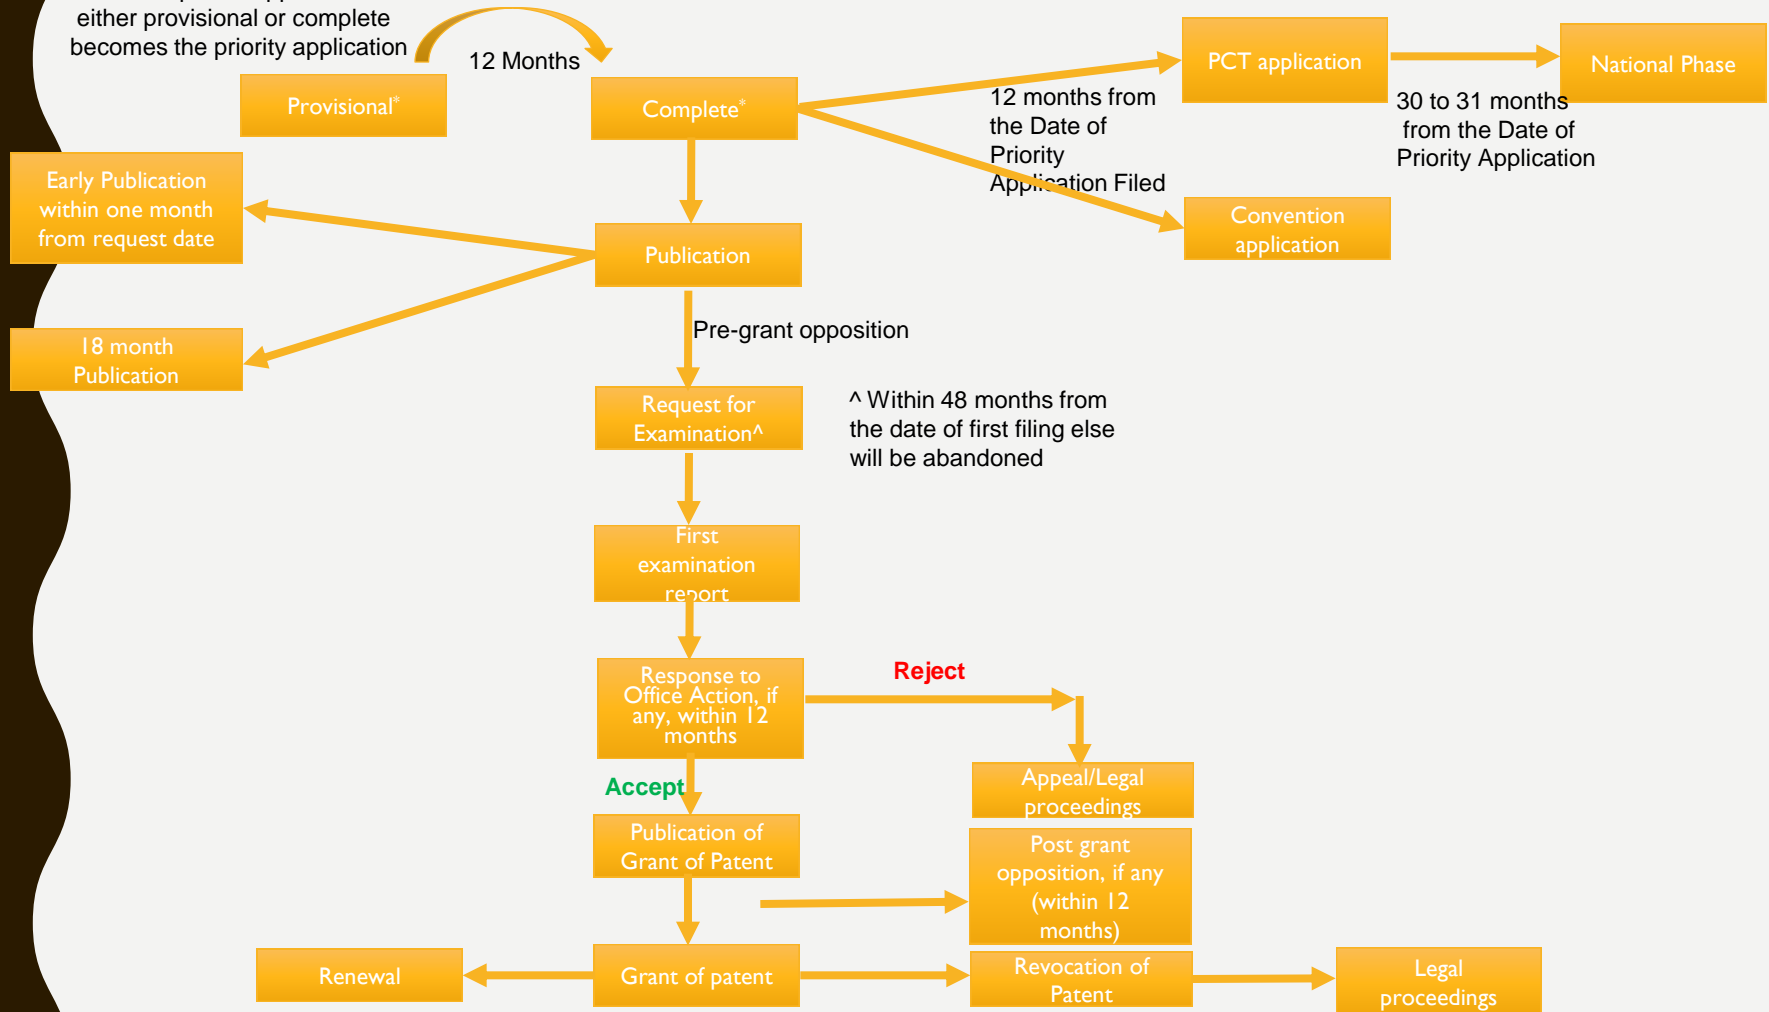 either provisional or complete
becomes the priority application
12 Months
Provisional*
Complete*
PCT application
National Phase
12 months from
the Date of
Priority
Application Filed
30 to 31 months
from the Date of
Priority Application
Early Publication
within one month
from request date
Publication
Convention
application
18 month
Publication
Pre-grant opposition
Request for
Examination^
^ Within 48 months from
the date of first filing else
will be abandoned
First
examination
report
Response to
Office Action, if
any, within 12
months
Reject
Accept
Appeal/Legal
proceedings
Publication of
Grant of Patent
Post grant
opposition, if any
(within 12
months)
Renewal
Grant of patent
Revocation of
Patent
Legal
proceedings